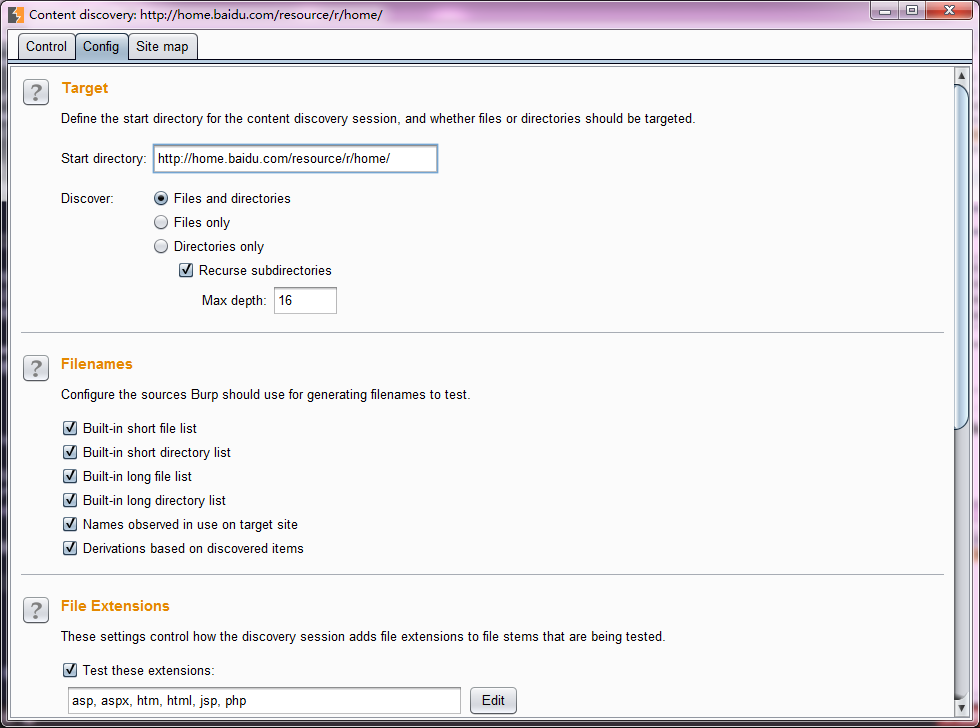 Content discovery: http://home.baidu.com/resource/r/home/
Control Config Site map
? Target
Define the start directory for the content discovery session, and whether files or directories should be targeted.
Start directory: http://home.baidu.com/resource/r/home/
Discover: Files and directories
Files only
Directories only
Recurse subdirectories
Max depth: 16
? Filenames
Configure the sources Burp should use for generating filenames to test.
Built-in short file list
Built-in short directory list
Built-in long file list
Built-in long directory list
Names observed in use on target site
Derivations based on discovered items
? File Extensions
These settings control how the discovery session adds file extensions to file stems that are being tested.
Test these extensions:
asp, aspx, htm, html, jsp, php Edit